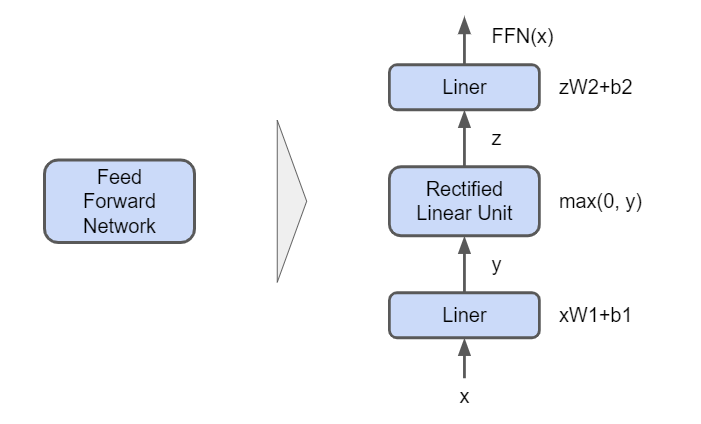 Feed
Forward
Network
FFN(x)
Liner
zW2+b2
z
Rectified
Linear Unit
max(0, y)
y
Liner
xW1+b1
x